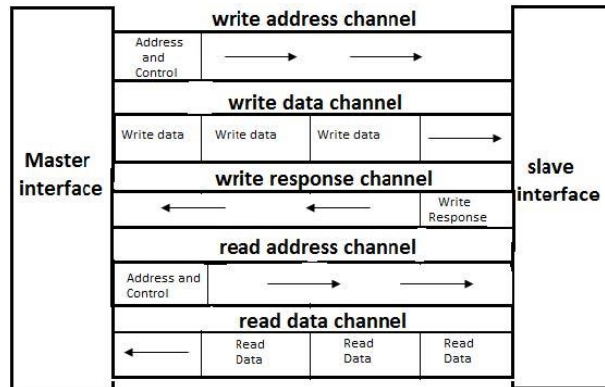 write address channel
Address
and
Control
write data channel
Write data Write data Write data
Master
interface
slave
interface
write response channel
Write
Response
read address channel
Address and
Control
read data channel
Read
Data
Read
Data
Read
Data